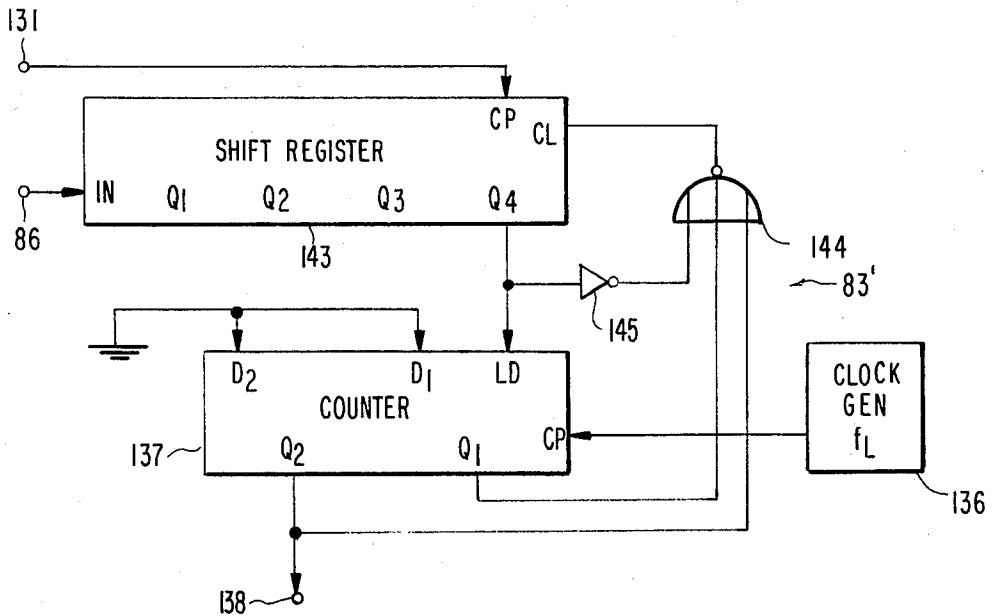 131
CP
CL
SHIFT REGISTER
IN
Q1
Q2
Q3
Q4
86
143
144
83'
145
D2
D1
LD
COUNTER
CLOCK
GEN
fL
137
CP
Q2
Q1
136
138